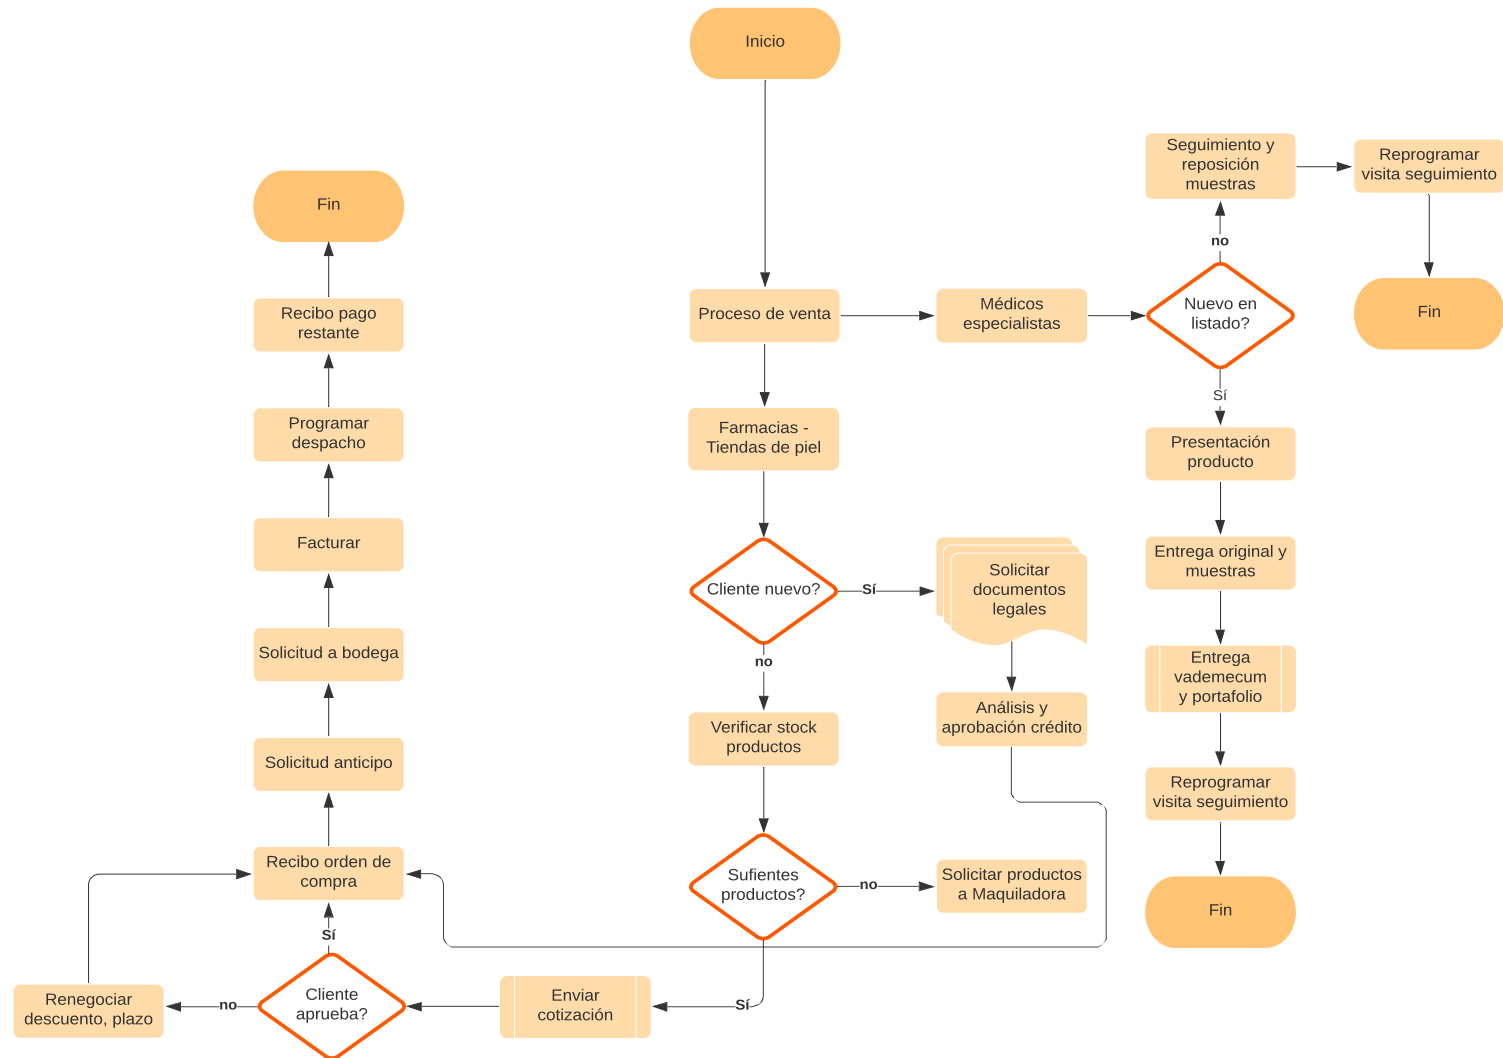 Inicio
Seguimiento y
reposición
muestras
Reprogramar
visita seguimiento
Fin
no
Nuevo en
listado?
Fin
Recibo pago
restante
Proceso de venta
Médicos
especialistas
Sí
Programar
despacho
Farmacias -
Tiendas de piel
Presentación
producto
Facturar
Cliente nuevo?
Sí
Solicitar
documentos
legales
Entrega original y
muestras
Solicitud a bodega
no
Entrega
vademecum
y portafolio
Verificar stock
productos
Análisis y
aprobación crédito
Solicitud anticipo
Reprogramar
visita seguimiento
Recibo orden de
compra
Sufientes
productos?
no
Solicitar productos
a Maquiladora
Fin
Sí
Renegociar
descuento, plazo
no
Cliente
aprueba?
Enviar
cotización
Sí